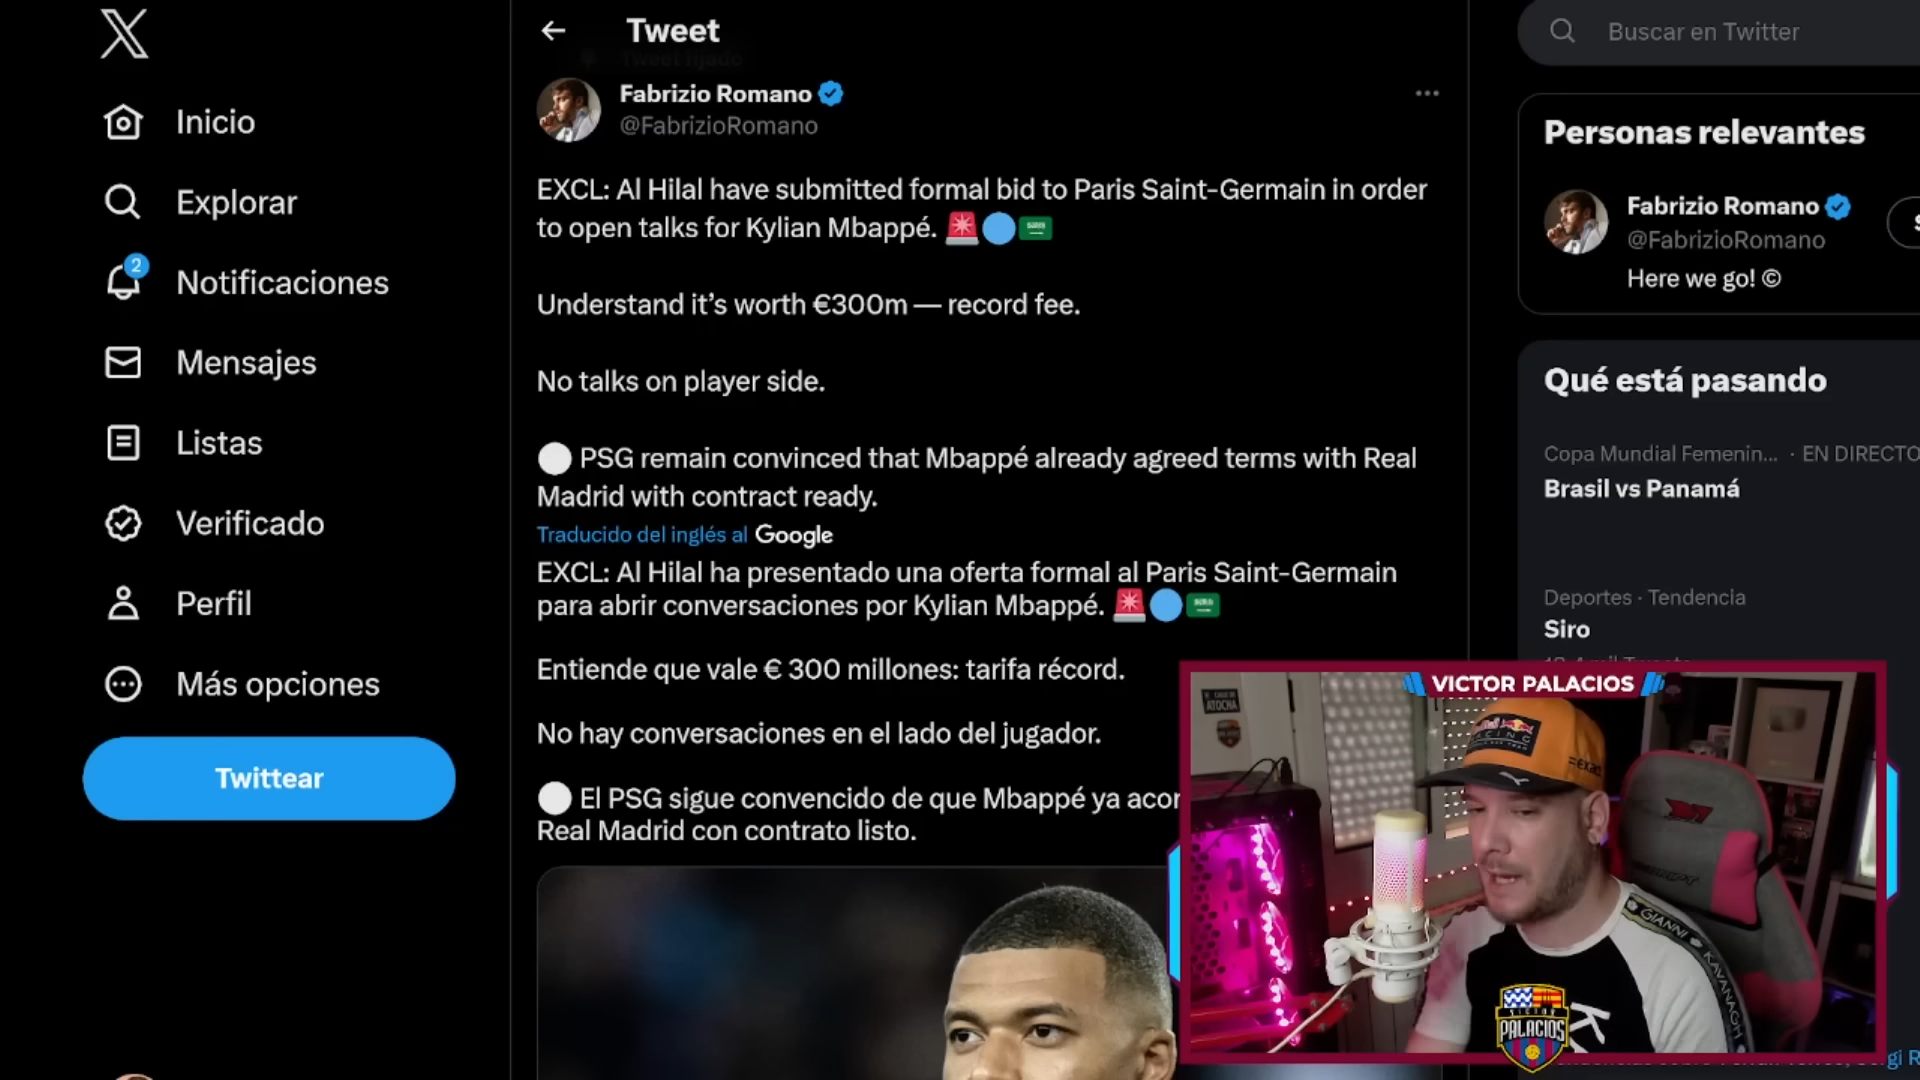 Inicio
Explorar
2
Notificaciones
Mensajes
Listas
Verificado
Perfil
Más opciones
Twittear
Tweet
Fabrizio Romano
@FabrizioRomano
EXCL: Al Hilal have submitted formal bid to Paris Saint-Germain in order
to open talks for Kylian Mbappé. 🚨🔵🇸🇦
Understand it’s worth €300m — record fee.
No talks on player side.
⚪ PSG remain convinced that Mbappé already agreed terms with Real
Madrid with contract ready.
Traducido del inglés al Google
EXCL: Al Hilal ha presentado una oferta formal al Paris Saint-Germain
para abrir conversaciones por Kylian Mbappé. 🚨🔵🇸🇦
Entiende que vale € 300 millones: tarifa récord.
No hay conversaciones en el lado del jugador.
⚪ El PSG sigue convencido de que Mbappé ya acor
Real Madrid con contrato listo.
Buscar en Twitter
Personas relevantes
Fabrizio Romano
@FabrizioRomano
Here we go! ©
Qué está pasando
Copa Mundial Femenin... · EN DIRECTO
Brasil vs Panamá
Deportes · Tendencia
Siro
VICTOR PALACIOS
ATOCHA
RACING
GIANNI
KAVANAGH
VICTOR
PALACIOS